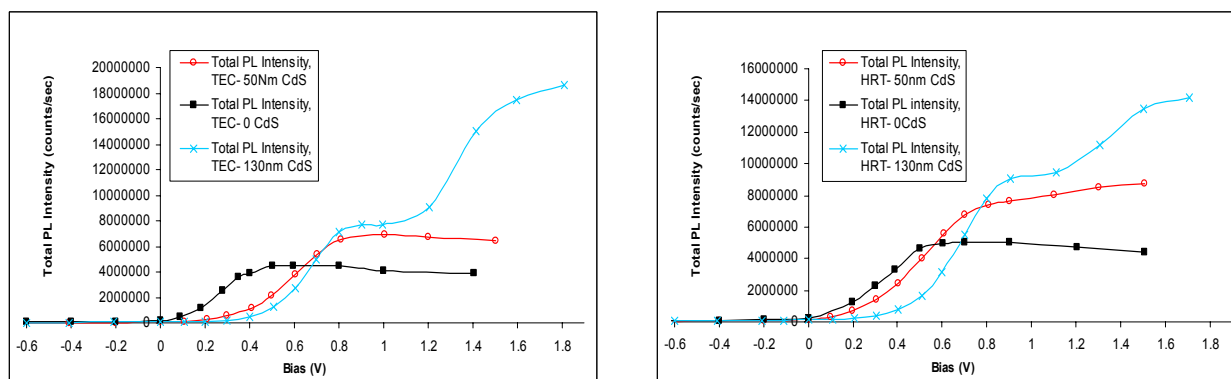 Total PL Intensity (counts/sec)
20000000
18000000
16000000
14000000
12000000
10000000
8000000
6000000
4000000
2000000
0
Total PL Intensity,
TEC- 50Nm CdS
Total PL Intensity,
TEC- 0 CdS
Total PL Intensity,
TEC- 130nm CdS
-0.6 -0.4 -0.2 0 0.2 0.4 0.6 0.8 1 1.2 1.4 1.6 1.8
Bias (V)
Total PL Intensity (counts/sec)
16000000
14000000
12000000
10000000
8000000
6000000
4000000
2000000
0
Total PL Intensity,
HRT- 50nm CdS
Total PL intensity,
HRT- 0CdS
Total PL Intensity,
HRT- 130nm CdS
-0.6 -0.4 -0.2 0 0.2 0.4 0.6 0.8 1 1.2 1.4 1.6 1.8
Bias (V)